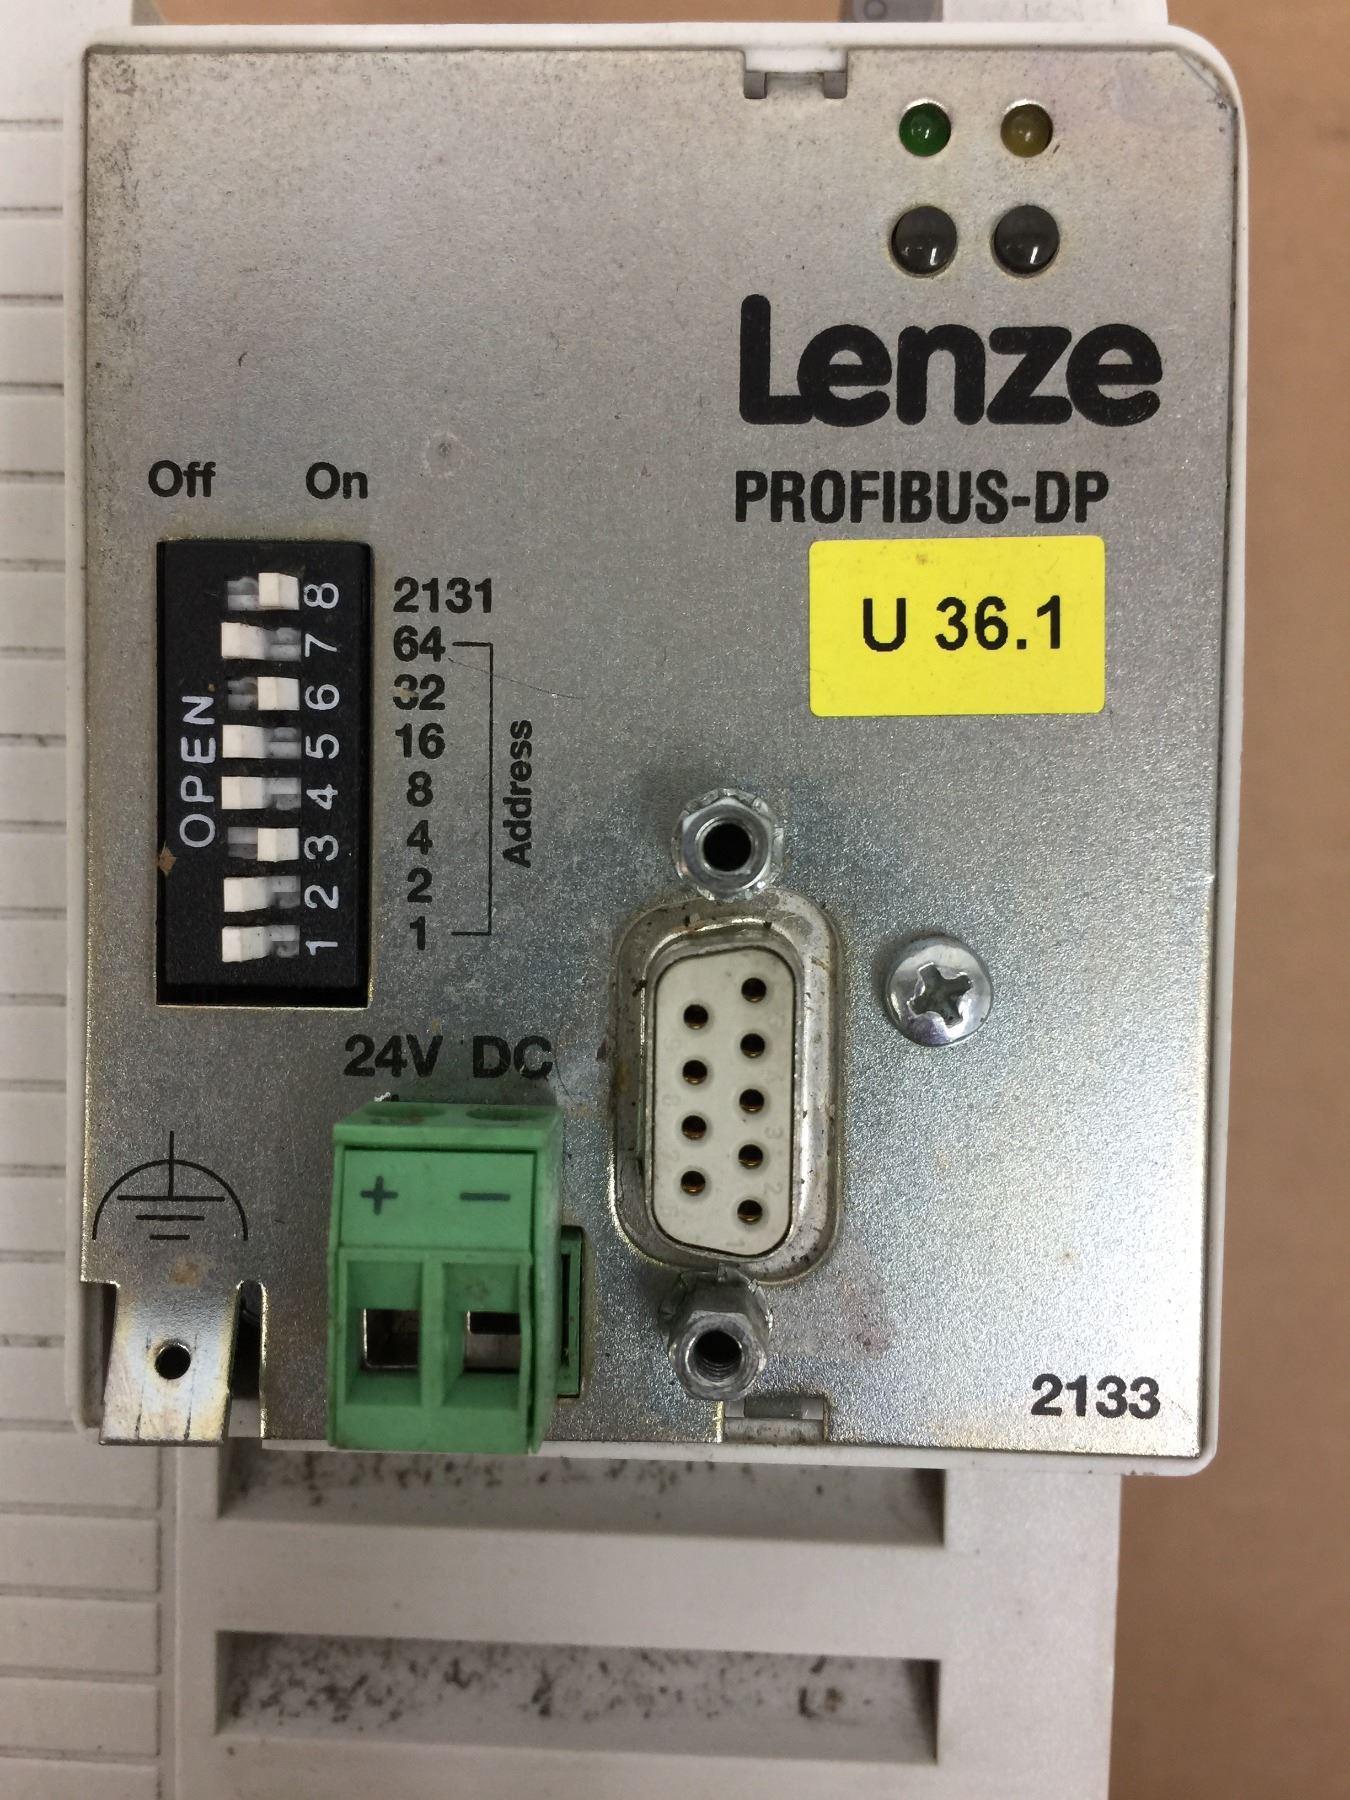 Lenze
PROFIBUS-DP
U 36.1
Off On
OPEN
8 2131
7 64
6 32
5 16
4 8
3 4
2 2
1 1
Address
24V DC
+ −
2133